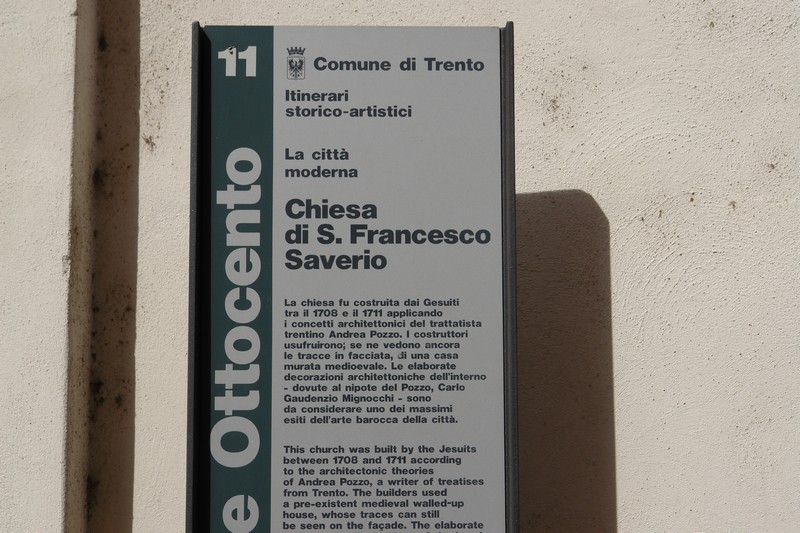 11
e Ottocento
Comune di Trento
Itinerari
storico-artistici
La città
moderna
Chiesa
di S. Francesco
Saverio
La chiesa fu costruita dai Gesuiti
tra il 1708 e il 1711 applicando
i concetti architettonici del trattatista
trentino Andrea Pozzo. I costruttori
usufruirono; se ne vedono ancora
le tracce in facciata, di una casa
murata medioevale. Le elaborate
decorazioni architettoniche dell'interno
- dovute al nipote del Pozzo, Carlo
Gaudenzio Mignocchi - sono
da considerare uno dei massimi
esiti dell'arte barocca della città.
This church was built by the Jesuits
between 1708 and 1711 according
to the architectonic theories
of Andrea Pozzo, a writer of treatises
from Trento. The builders used
a pre-existent medieval walled-up
house, whose traces can still
be seen on the façade. The elaborate